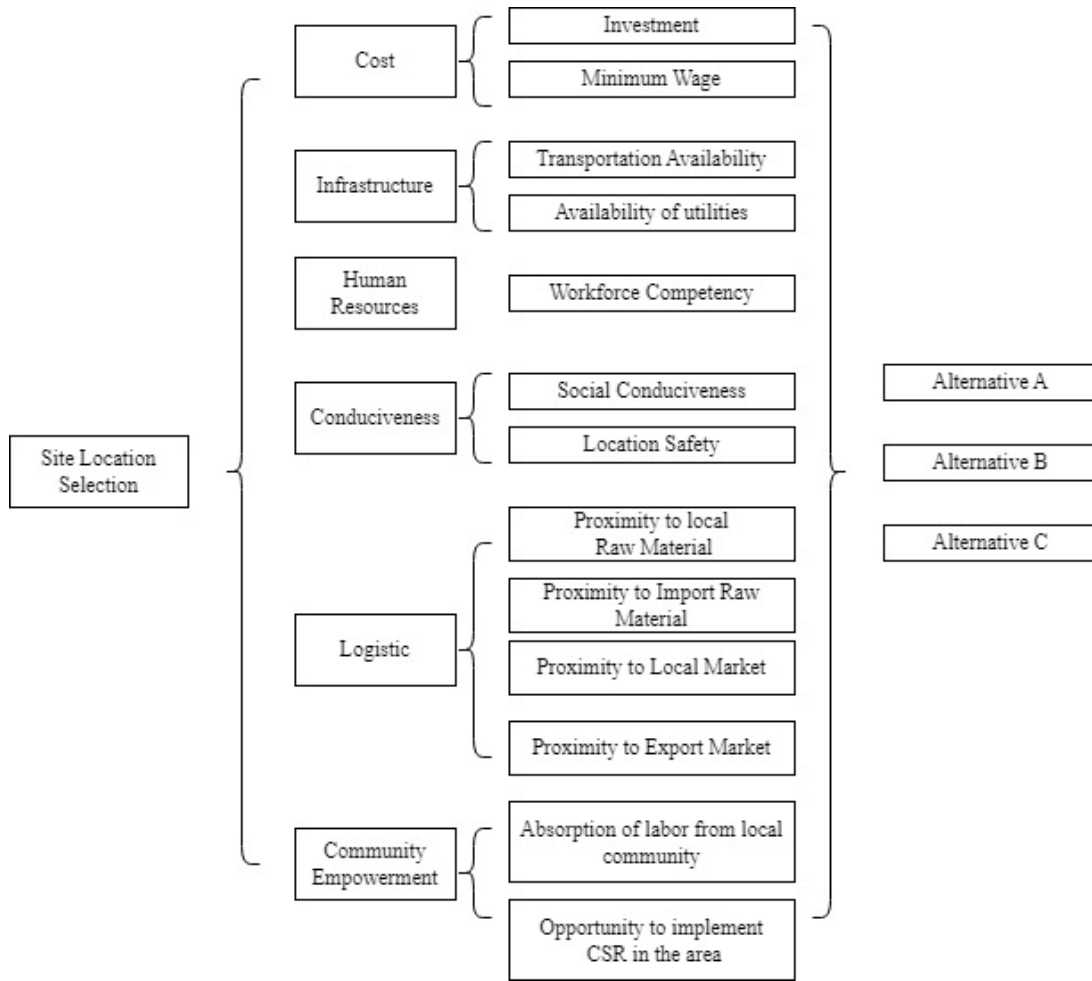 Site Location
Selection
Cost
Infrastructure
Human
Resources
Conduciveness
Logistic
Community
Empowerment
Investment
Minimum Wage
Transportation Availability
Availability of utilities
Workforce Competency
Social Conduciveness
Location Safety
Proximity to local
Raw Material
Proximity to Import Raw
Material
Proximity to Local Market
Proximity to Export Market
Absorption of labor from local
community
Opportunity to implement
CSR in the area
Alternative A
Alternative B
Alternative C